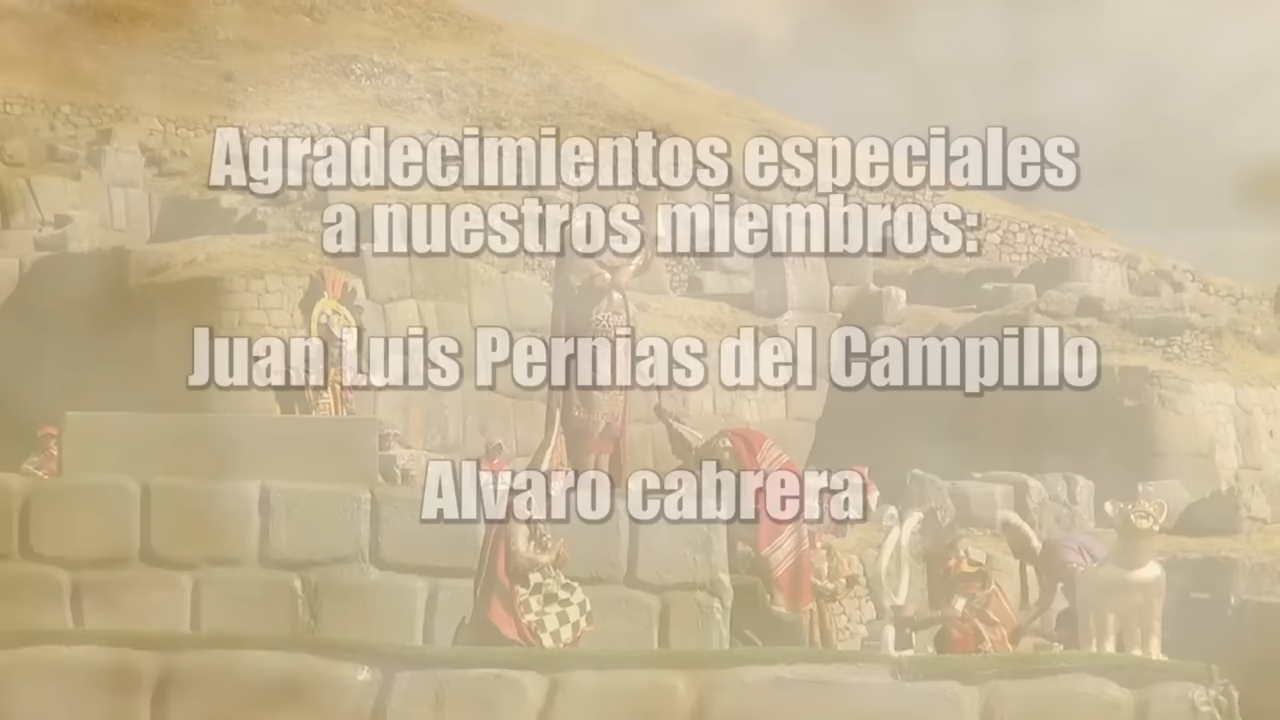 Agradecimientos especiales
a nuestros miembros:
Juan Luis Pernias del Campillo
Alvaro cabrera